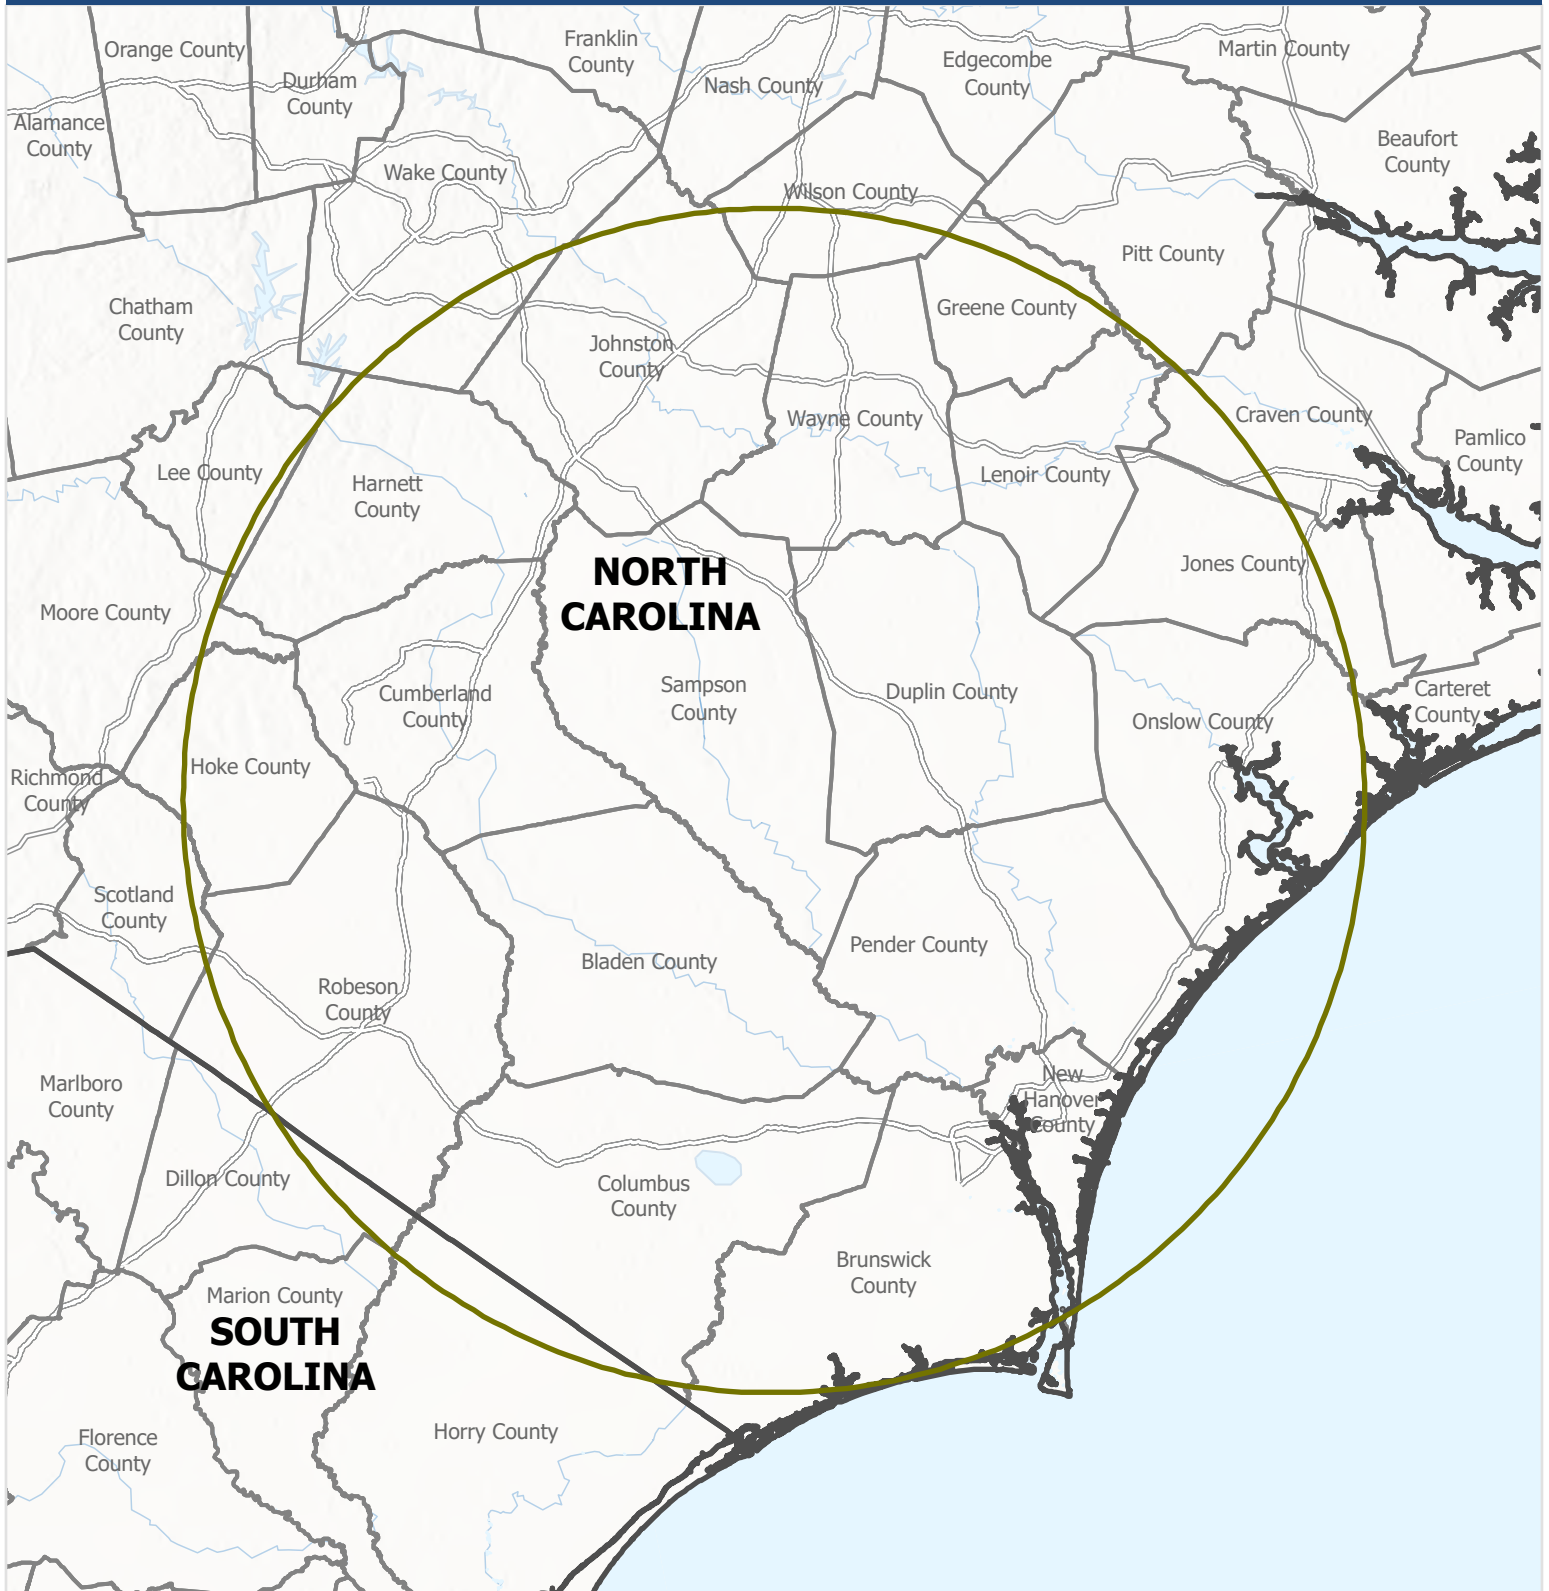 Orange County
Durham
County
Franklin
County
Nash County
Edgecombe
County
Martin County
Alamance
County
Wake County
Wilson County
Beaufort
County
Pitt County
Chatham
County
Greene County
Johnston
County
Wayne County
Craven County
Pamlico
County
Lee County
Harnett
County
Lenoir County
NORTH
CAROLINA
Jones County
Moore County
Cumberland
County
Sampson
County
Duplin County
Onslow County
Carteret
County
Richmond
County
Hoke County
Scotland
County
Robeson
County
Bladen County
Pender County
Marlboro
County
New
Hanover
County
Dillon County
Columbus
County
Brunswick
County
Marion County
SOUTH
CAROLINA
Florence
County
Horry County